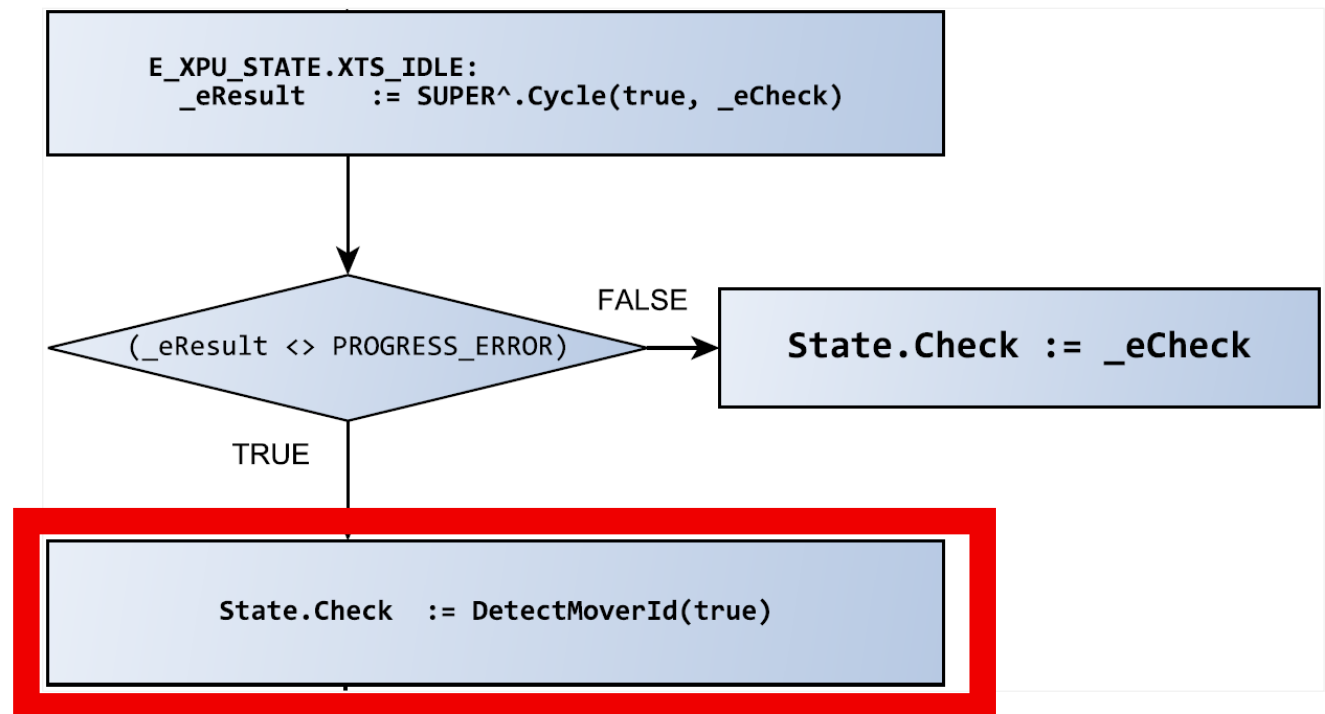 E_XPU_STATE.XTS_IDLE:
_eResult := SUPER^.Cycle(true, _eCheck)
(_eResult <> PROGRESS_ERROR)
FALSE
State.Check := _eCheck
TRUE
State.Check := DetectMoverId(true)